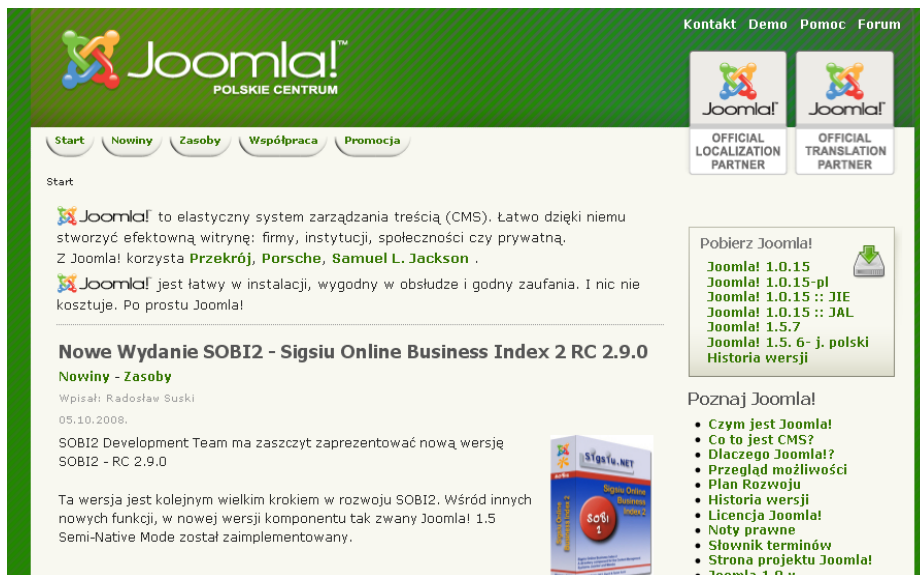 Kontakt Demo Pomoc Forum
Joomla!™
POLSKIE CENTRUM
Joomla!
OFFICIAL
LOCALIZATION
PARTNER
Joomla!
OFFICIAL
TRANSLATION
PARTNER
Start Nowiny Zasoby Współpraca Promocja
Start
Joomla! to elastyczny system zarządzania treścią (CMS). Łatwo dzięki niemu
stworzyć efektowną witrynę: firmy, instytucji, społeczności czy prywatną.
Z Joomla! korzysta Przekrój, Porsche, Samuel L. Jackson .
Joomla! jest łatwy w instalacji, wygodny w obsłudze i godny zaufania. I nic nie
kosztuje. Po prostu Joomla!
Nowe Wydanie SOBI2 - Sigsiu Online Business Index 2 RC 2.9.0
Nowiny - Zasoby
Wpisał: Radosław Suski
05.10.2008.
SOBI2 Development Team ma zaszczyt zaprezentować nową wersję
SOBI2 - RC 2.9.0
Ta wersja jest kolejnym wielkim krokiem w rozwoju SOBI2. Wśród innych
nowych funkcji, w nowej wersji komponentu tak zwany Joomla! 1.5
Semi-Native Mode został zaimplementowany.
Sigsiu.NET
Sigsiu Online
Business
Index 2
SOBI
2
Sigsiu Online
Business Index 2
Pobierz Joomla!
Joomla! 1.0.15
Joomla! 1.0.15-pl
Joomla! 1.0.15 :: JIE
Joomla! 1.0.15 :: JAL
Joomla! 1.5.7
Joomla! 1.5. 6- j. polski
Historia wersji
Poznaj Joomla!
Czym jest Joomla!
Co to jest CMS?
Dlaczego Joomla!?
Przegląd możliwości
Plan Rozwoju
Historia wersji
Licencja Joomla!
Noty prawne
Słownik terminów
Strona projektu Joomla!